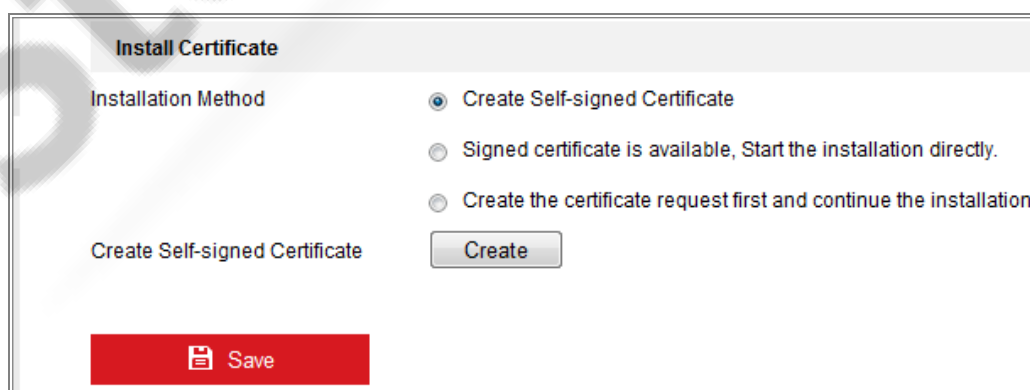 Install Certificate
Installation Method
Create Self-signed Certificate
Signed certificate is available, Start the installation directly.
Create the certificate request first and continue the installation
Create Self-signed Certificate
Create
Save